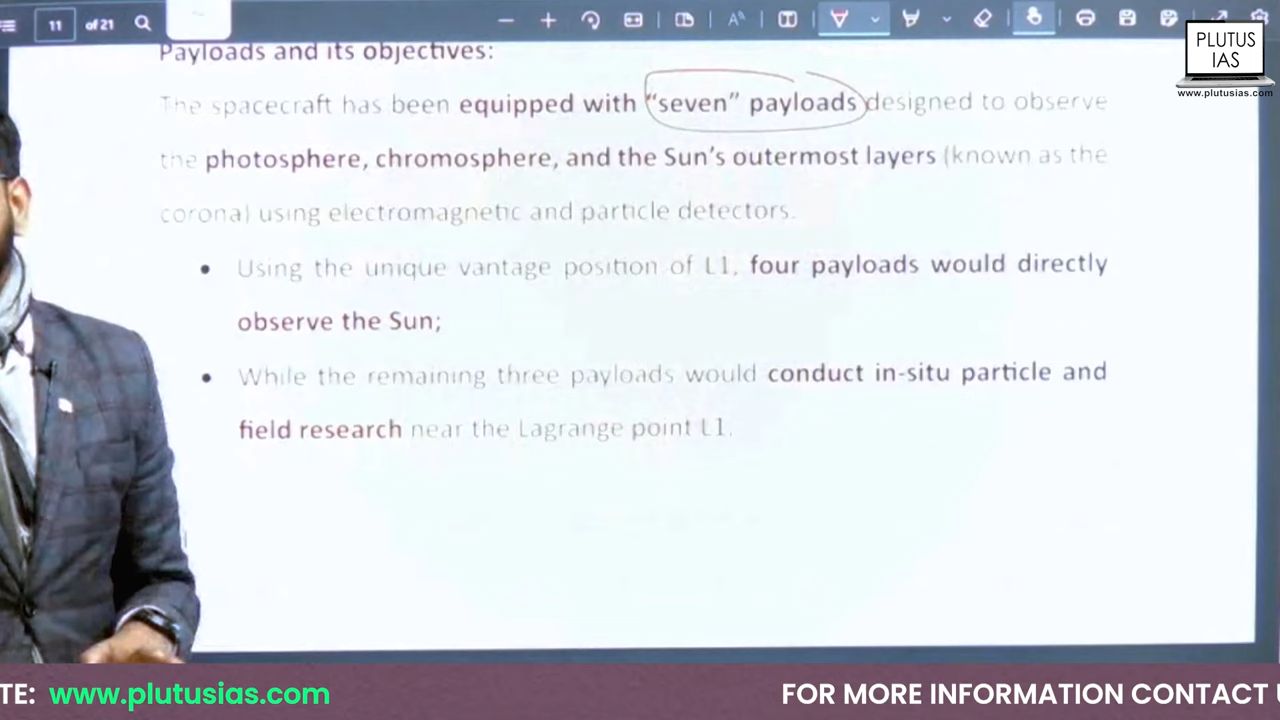 11 of 21
PLUTUS
IAS
www.plutusias.com
Payloads and its objectives:
The spacecraft has been equipped with “seven” payloads designed to observe
the photosphere, chromosphere, and the Sun’s outermost layers (known as the
corona) using electromagnetic and particle detectors.
• Using the unique vantage position of L1, four payloads would directly
observe the Sun;
• While the remaining three payloads would conduct in-situ particle and
field research near the Lagrange point L1.
TE: www.plutusias.com FOR MORE INFORMATION CONTACT U